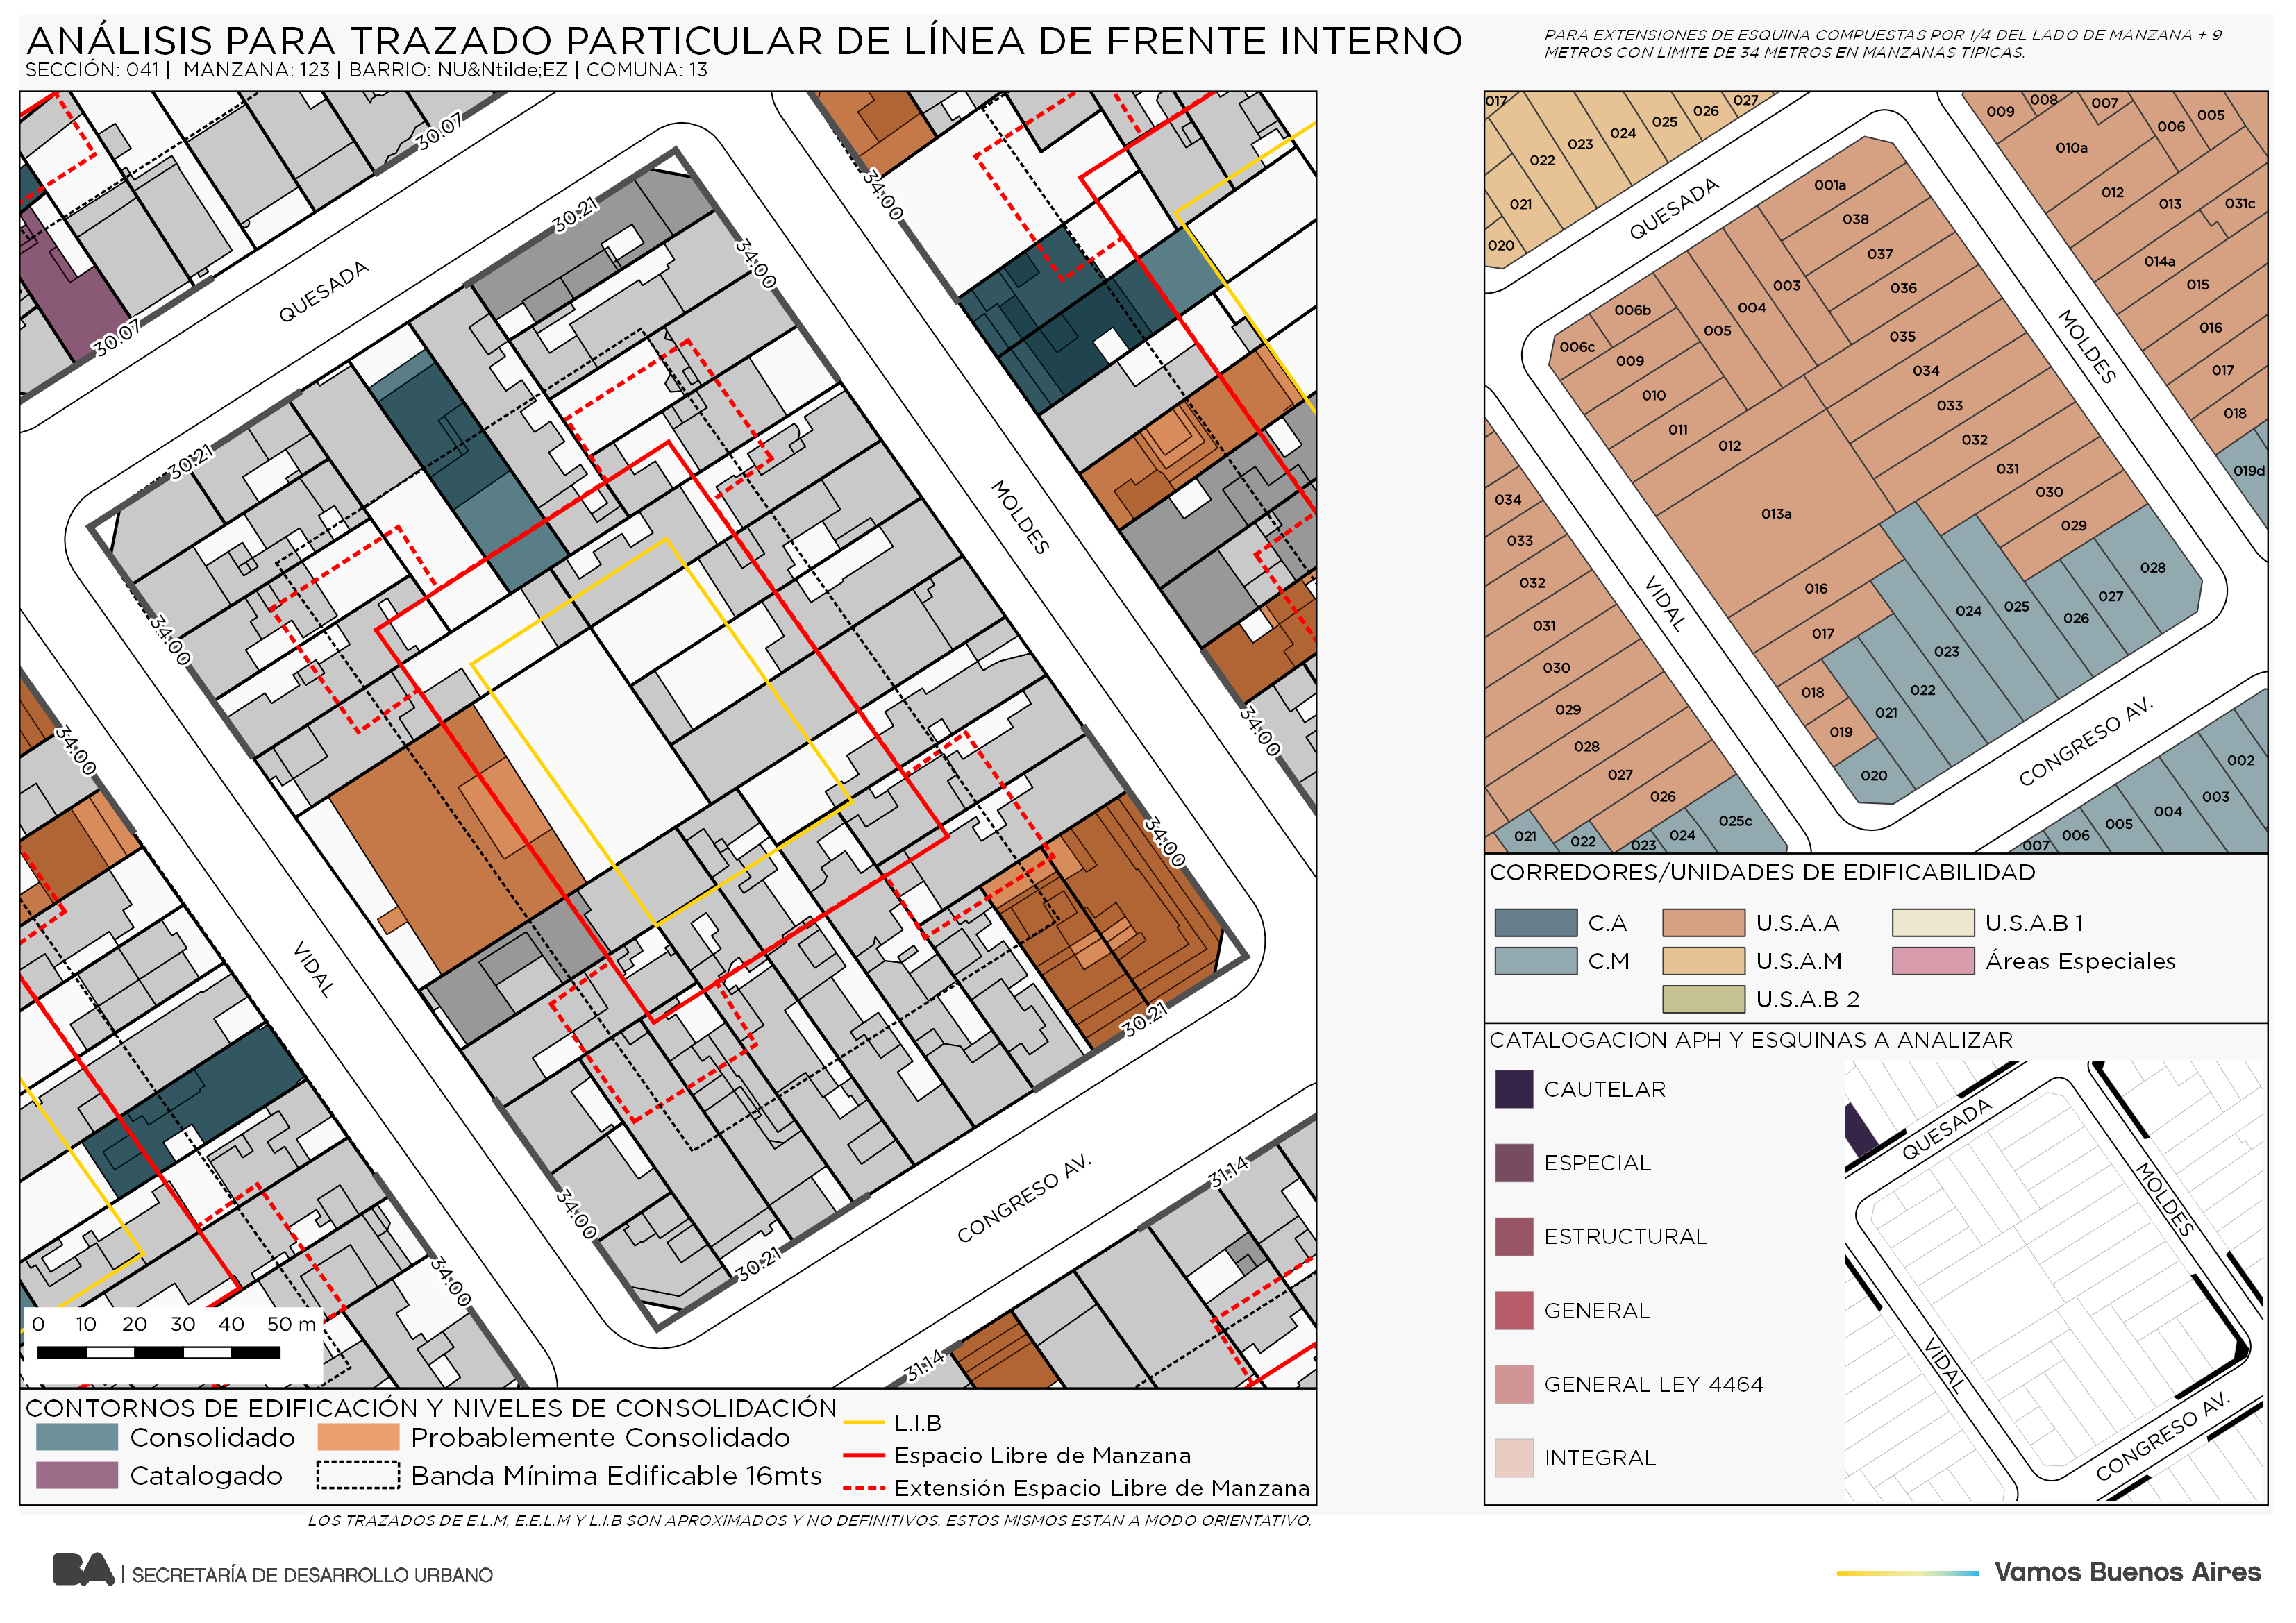 ANÁLISIS PARA TRAZADO PARTICULAR DE LÍNEA DE FRENTE INTERNO
SECCIÓN: 041 | MANZANA: 123 | BARRIO: NU&Ntilde;EZ | COMUNA: 13
PARA EXTENSIONES DE ESQUINA COMPUESTAS POR 1/4 DEL LADO DE MANZANA + 9
METROS CON LIMITE DE 34 METROS EN MANZANAS TIPICAS.
30.07
30.07
QUESADA
30.21
30.21
34.00
34.00
34.00
34.00
MOLDES
34.00
34.00
VIDAL
34.00
30.21
30.21
34.00
CONGRESO AV.
31.14
31.14
0 10 20 30 40 50 m
CONTORNOS DE EDIFICACIÓN Y NIVELES DE CONSOLIDACIÓN
Consolidado
Probablemente Consolidado
Catalogado
Banda Mínima Edificable 16mts
L.I.B
Espacio Libre de Manzana
Extensión Espacio Libre de Manzana
LOS TRAZADOS DE E.L.M, E.E.L.M Y L.I.B SON APROXIMADOS Y NO DEFINITIVOS. ESTOS MISMOS ESTAN A MODO ORIENTATIVO.
017
022
023
024
025
026
027
021
020
QUESADA
009
008
007
006
005
010a
012
013
031c
014a
015
016
017
018
019d
001a
038
037
036
035
034
033
032
031
030
029
003
004
005
006b
006c
009
010
011
012
013a
016
017
018
019
020
021
022
023
024
025
026
027
028
MOLDES
VIDAL
CONGRESO AV.
034
033
032
031
030
029
028
027
026
025c
024
023
022
021
002
003
004
005
006
007
CORREDORES/UNIDADES DE EDIFICABILIDAD
C.A
U.S.A.A
U.S.A.B 1
C.M
U.S.A.M
Áreas Especiales
U.S.A.B 2
CATALOGACION APH Y ESQUINAS A ANALIZAR
CAUTELAR
ESPECIAL
ESTRUCTURAL
GENERAL
GENERAL LEY 4464
INTEGRAL
QUESADA
MOLDES
VIDAL
CONGRESO AV.
BA | SECRETARÍA DE DESARROLLO URBANO
Vamos Buenos Aires